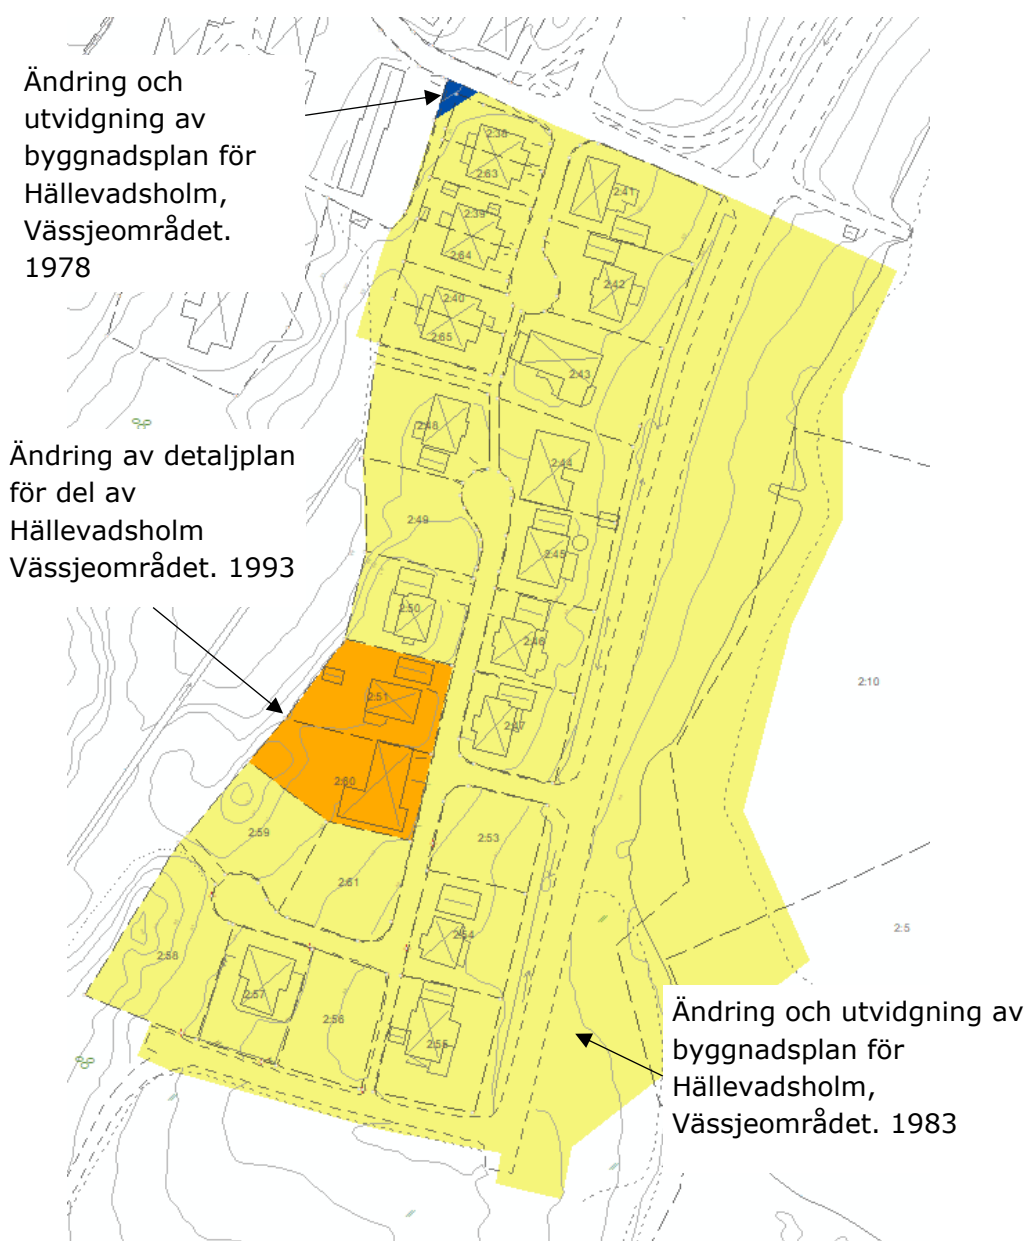 Ändring och
utvidgning av
byggnadsplan för
Hällevadsholm,
Vässjeområdet.
1978
2:38
2:63
2:41
2:39
2:64
2:42
2:40
2:65
2:43
2:48
Ändring av detaljplan
för del av
Hällevadsholm
Vässjeområdet. 1993
2:44
2:49
2:45
2:50
2:46
2:10
2:51
2:47
2:60
2:59
2:53
2:61
2:54
2:5
2:58
2:57
2:56
2:55
Ändring och utvidgning av
byggnadsplan för
Hällevadsholm,
Vässjeområdet. 1983